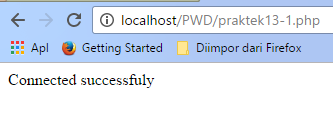 localhost/PWD/praktek13-1.php
Apl Getting Started Diimpor dari Firefox
Connected successfuly